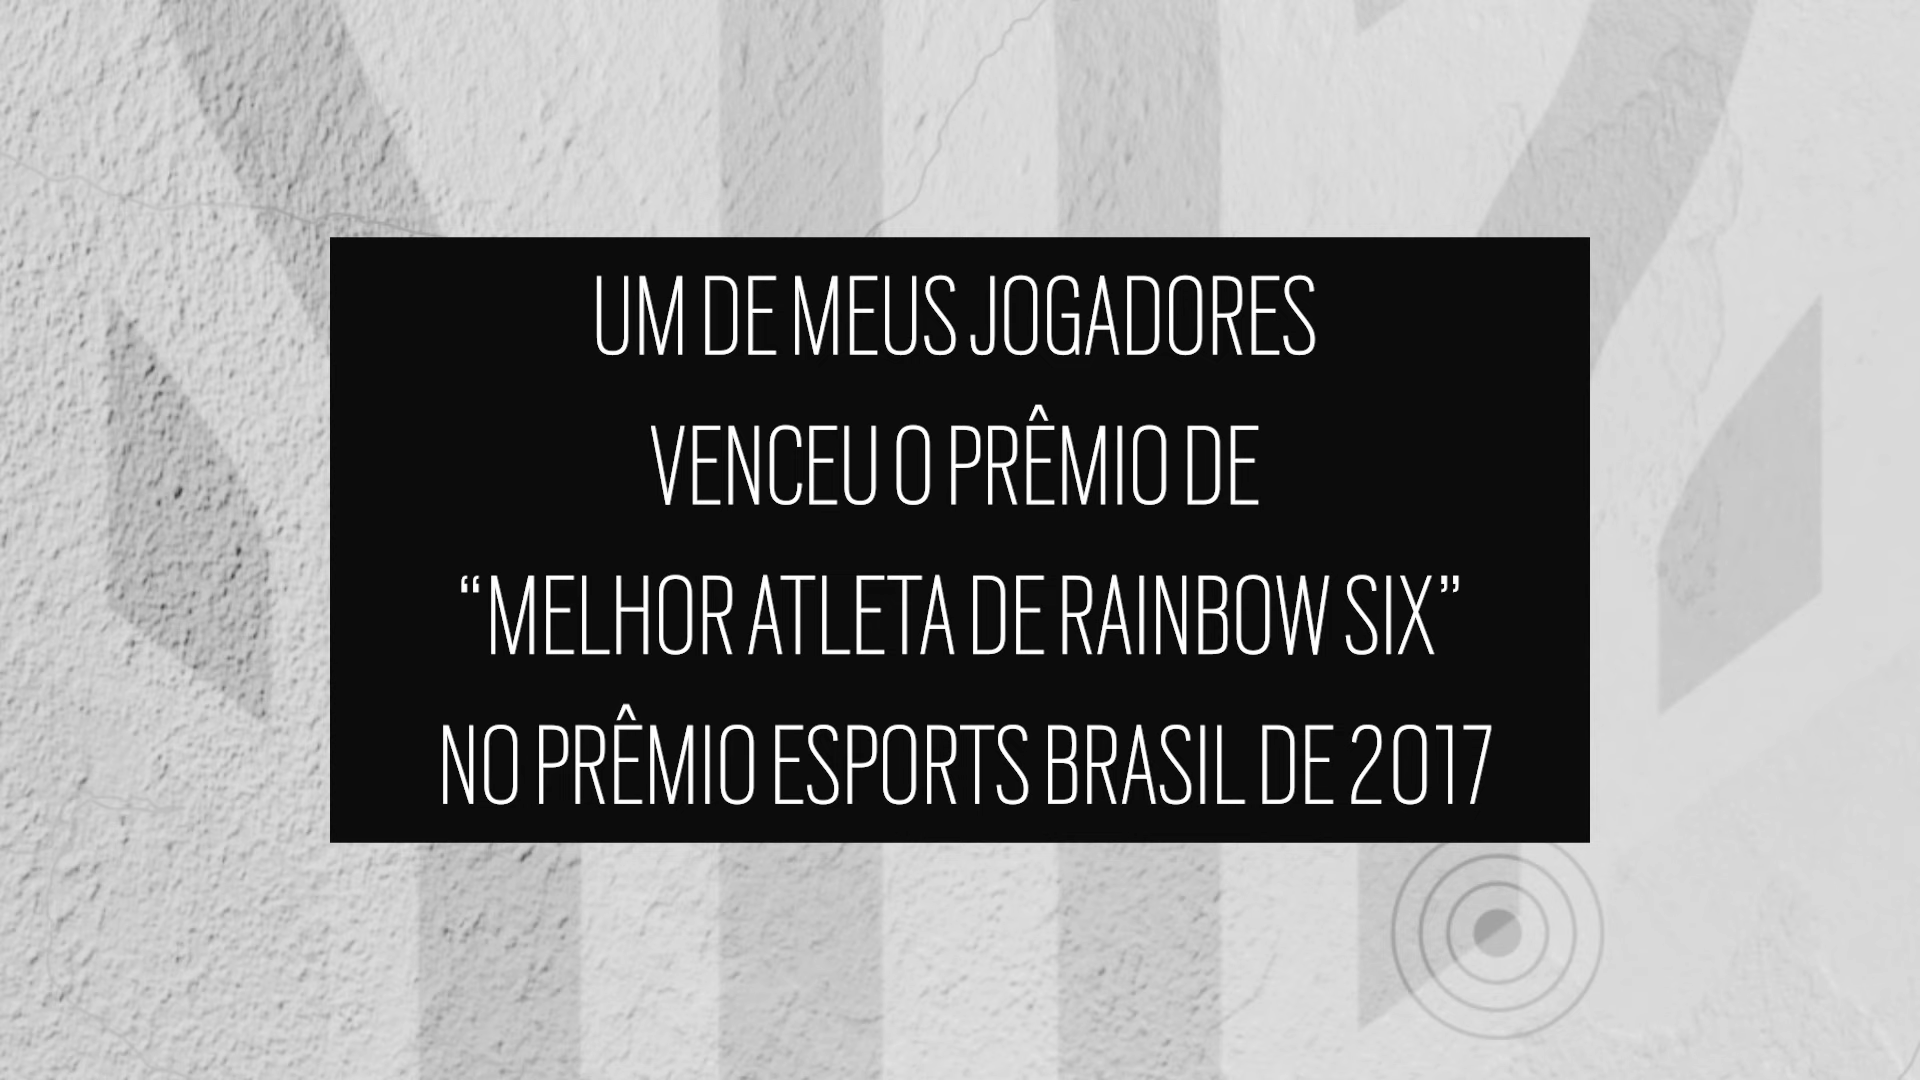 UM DE MEUS JOGADORES
VENCEU O PRÊMIO DE
“MELHOR ATLETA DE RAINBOW SIX”
NO PRÊMIO ESPORTS BRASIL DE 2017